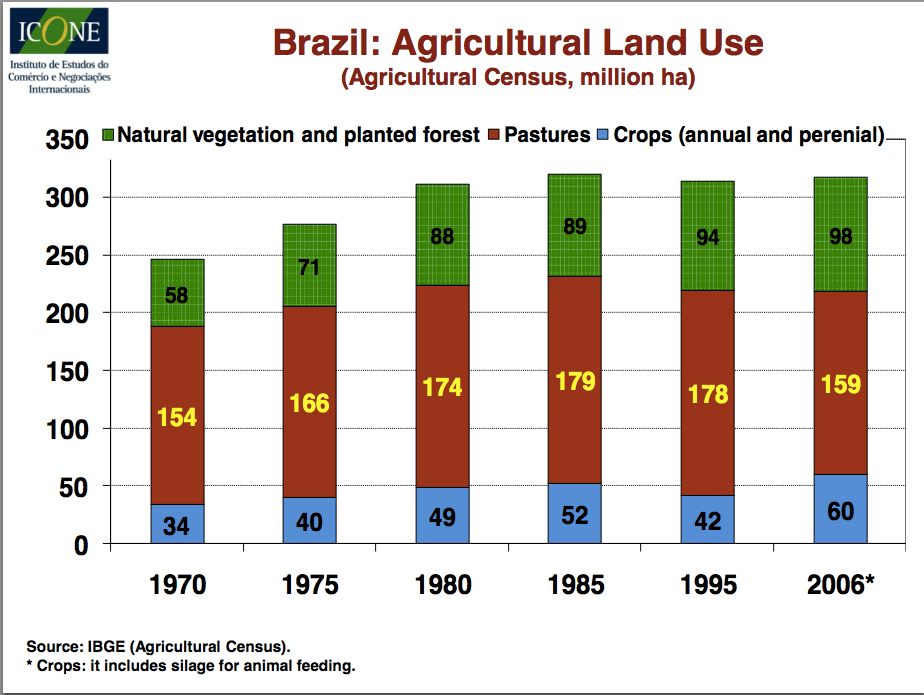 ICONE
Instituto de Estudos do
Comércio e Negociações
Internacionais
Brazil: Agricultural Land Use
(Agricultural Census, million ha)
Natural vegetation and planted forest Pastures Crops (annual and perenial)
350
300
250
200
150
100
50
0
58
71
88
89
94
98
154
166
174
179
178
159
34
40
49
52
42
60
1970 1975 1980 1985 1995 2006*
Source: IBGE (Agricultural Census).
* Crops: it includes silage for animal feeding.